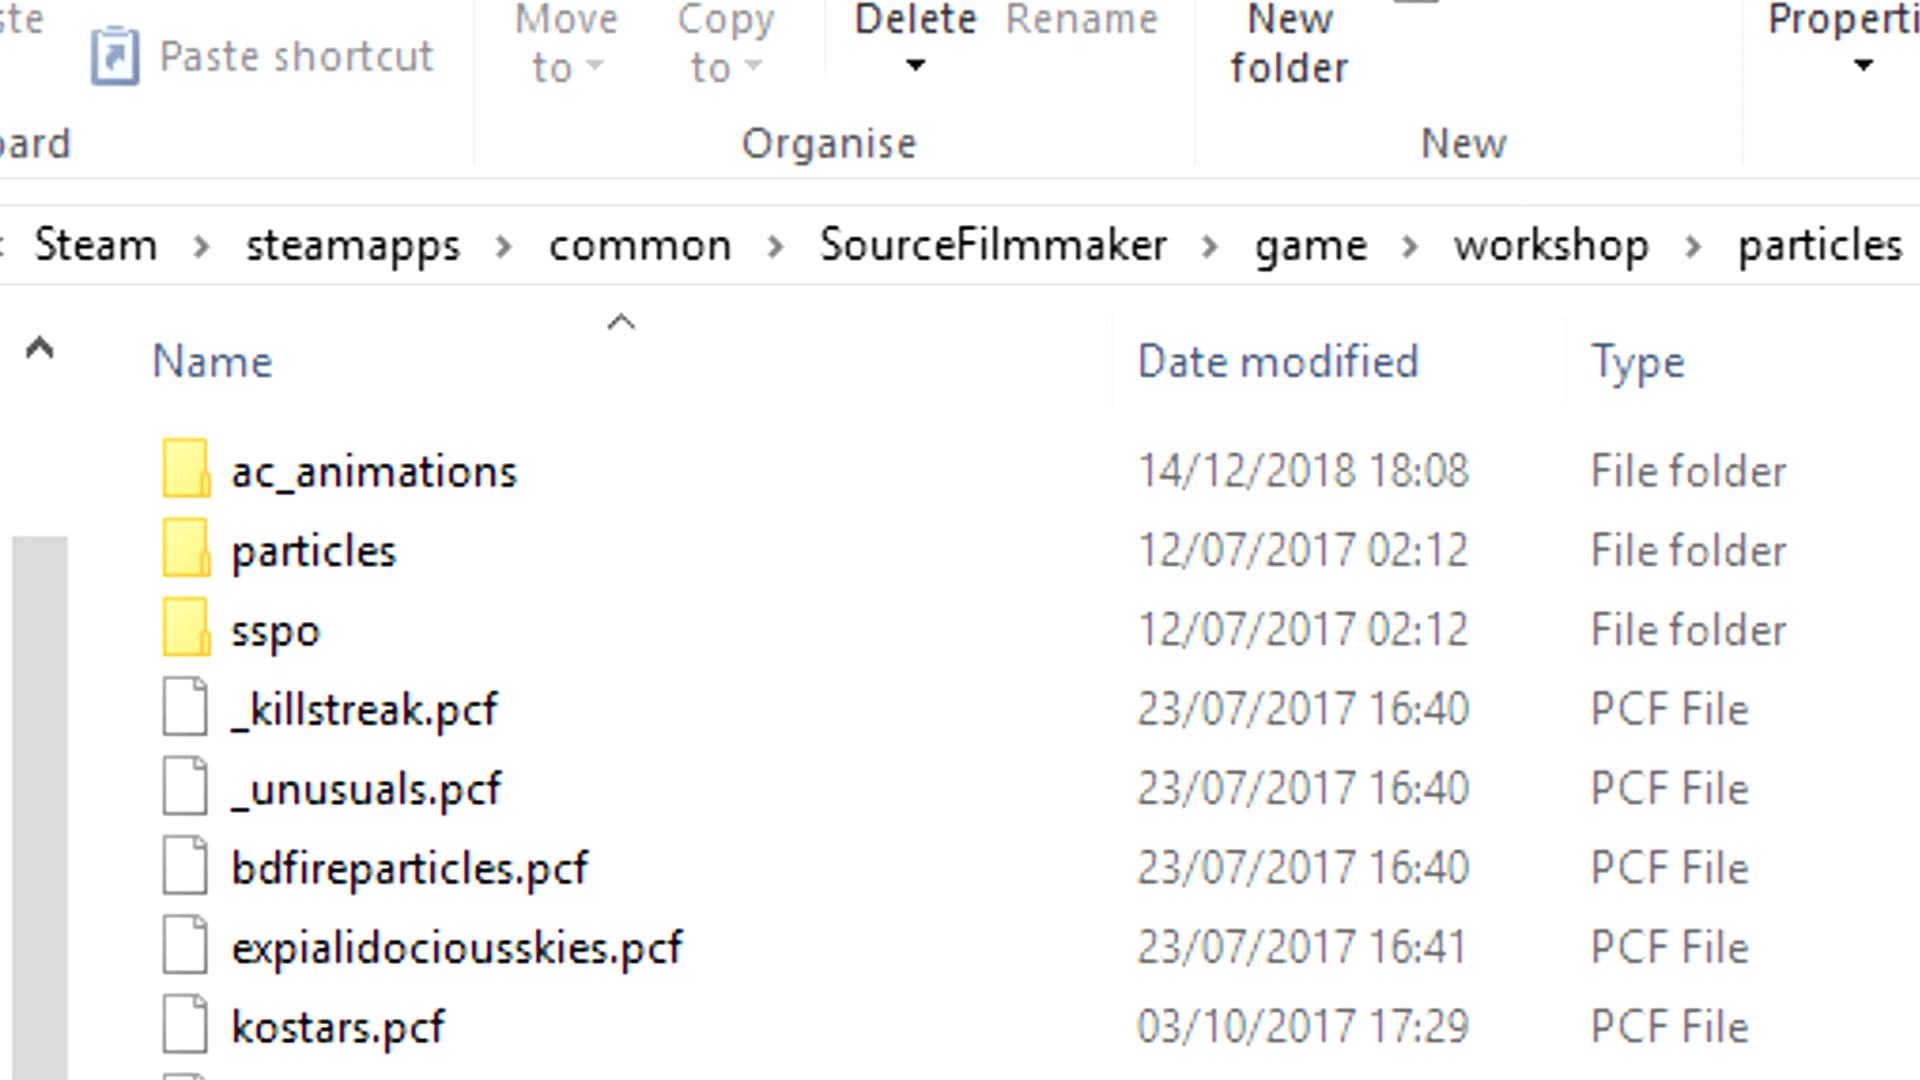 ste Move Copy Delete Rename New Properti
Paste shortcut to to folder
oard Organise New
Steam > steamapps > common > SourceFilmmaker > game > workshop > particles
Name Date modified Type
ac_animations 14/12/2018 18:08 File folder
particles 12/07/2017 02:12 File folder
sspo 12/07/2017 02:12 File folder
_killstreak.pcf 23/07/2017 16:40 PCF File
_unusuals.pcf 23/07/2017 16:40 PCF File
bdfireparticles.pcf 23/07/2017 16:40 PCF File
expialidociousskies.pcf 23/07/2017 16:41 PCF File
kostars.pcf 03/10/2017 17:29 PCF File